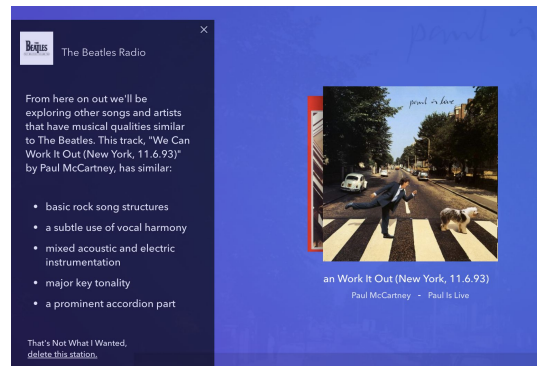 BEATLES
The Beatles Radio
From here on out we'll be
exploring other songs and artists
that have musical qualities similar
to The Beatles. This track, "We Can
Work It Out (New York, 11.6.93)"
by Paul McCartney, has similar:
• basic rock song structures
• a subtle use of vocal harmony
• mixed acoustic and electric
instrumentation
• major key tonality
• a prominent accordion part
That's Not What I Wanted,
delete this station.
paul is live
an Work It Out (New York, 11.6.93)
Paul McCartney - Paul Is Live